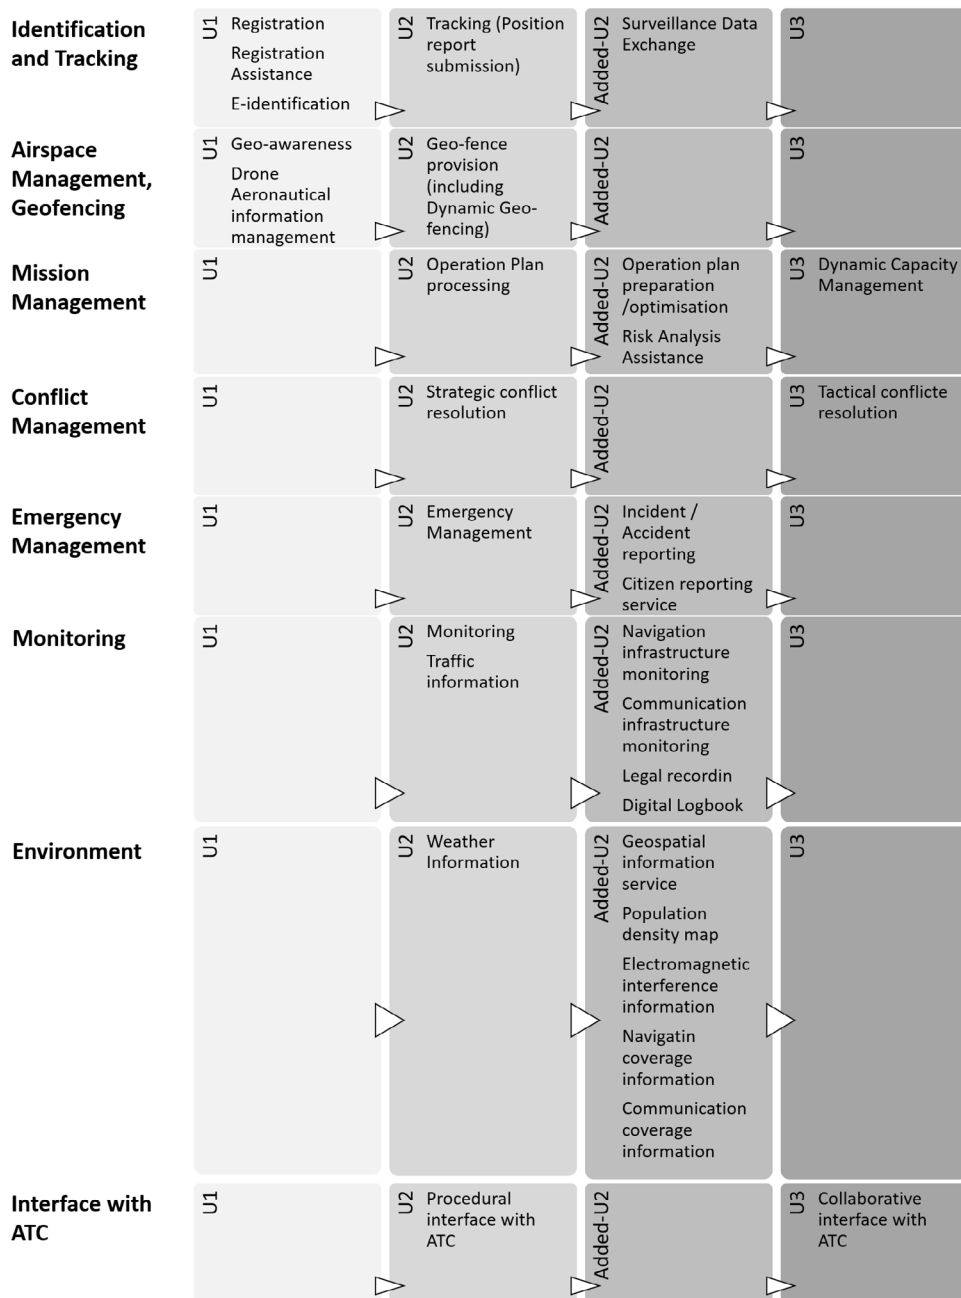 Identification
and Tracking
U1
Registration
Registration
Assistance
E-identification
U2
Tracking (Position
report
submission)
Added-U2
Surveillance Data
Exchange
U3
Airspace
Management,
Geofencing
U1
Geo-awareness
Drone
Aeronautical
information
management
U2
Geo-fence
provision
(including
Dynamic Geo-
fencing)
Added-U2
U3
Mission
Management
U1
U2
Operation Plan
processing
Added-U2
Operation plan
preparation
/optimisation
Risk Analysis
Assistance
U3
Dynamic Capacity
Management
Conflict
Management
U1
U2
Strategic conflict
resolution
Added-U2
U3
Tactical conflicte
resolution
Emergency
Management
U1
U2
Emergency
Management
Added-U2
Incident /
Accident
reporting
Citizen reporting
service
U3
Monitoring
U1
U2
Monitoring
Traffic
information
Added-U2
Navigation
infrastructure
monitoring
Communication
infrastructure
monitoring
Legal recordin
Digital Logbook
U3
Environment
U1
U2
Weather
Information
Added-U2
Geospatial
information
service
Population
density map
Electromagnetic
interference
information
Navigatin
coverage
information
Communication
coverage
information
U3
Interface with
ATC
U1
U2
Procedural
interface with
ATC
Added-U2
U3
Collaborative
interface with
ATC